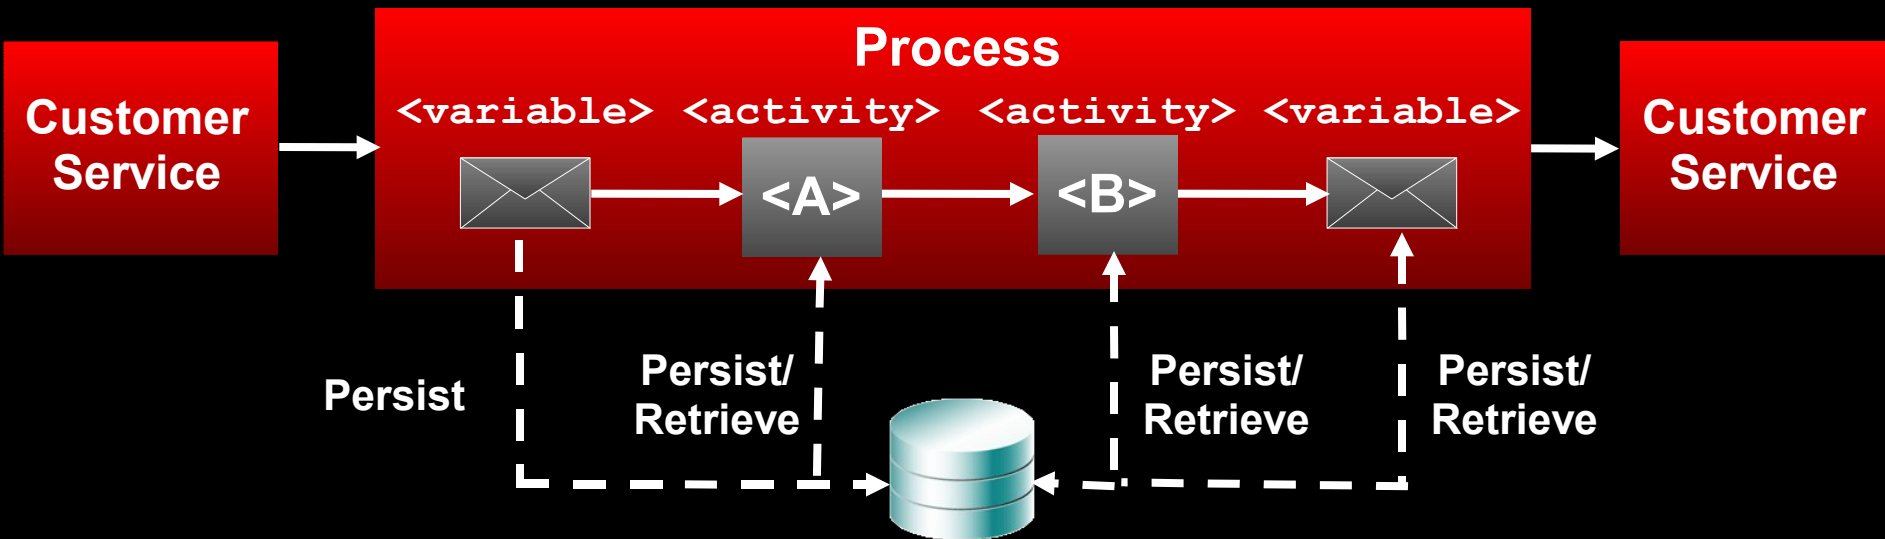 Process
Customer
Service
<variable> <activity> <activity> <variable>
<A>
<B>
Customer
Service
Persist
Persist/
Retrieve
Persist/
Retrieve
Persist/
Retrieve